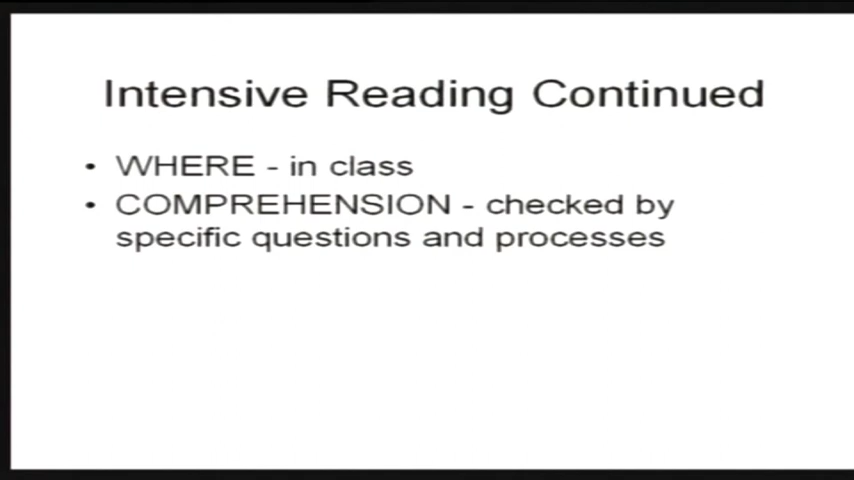 Intensive Reading Continued
• WHERE - in class
• COMPREHENSION - checked by
specific questions and processes